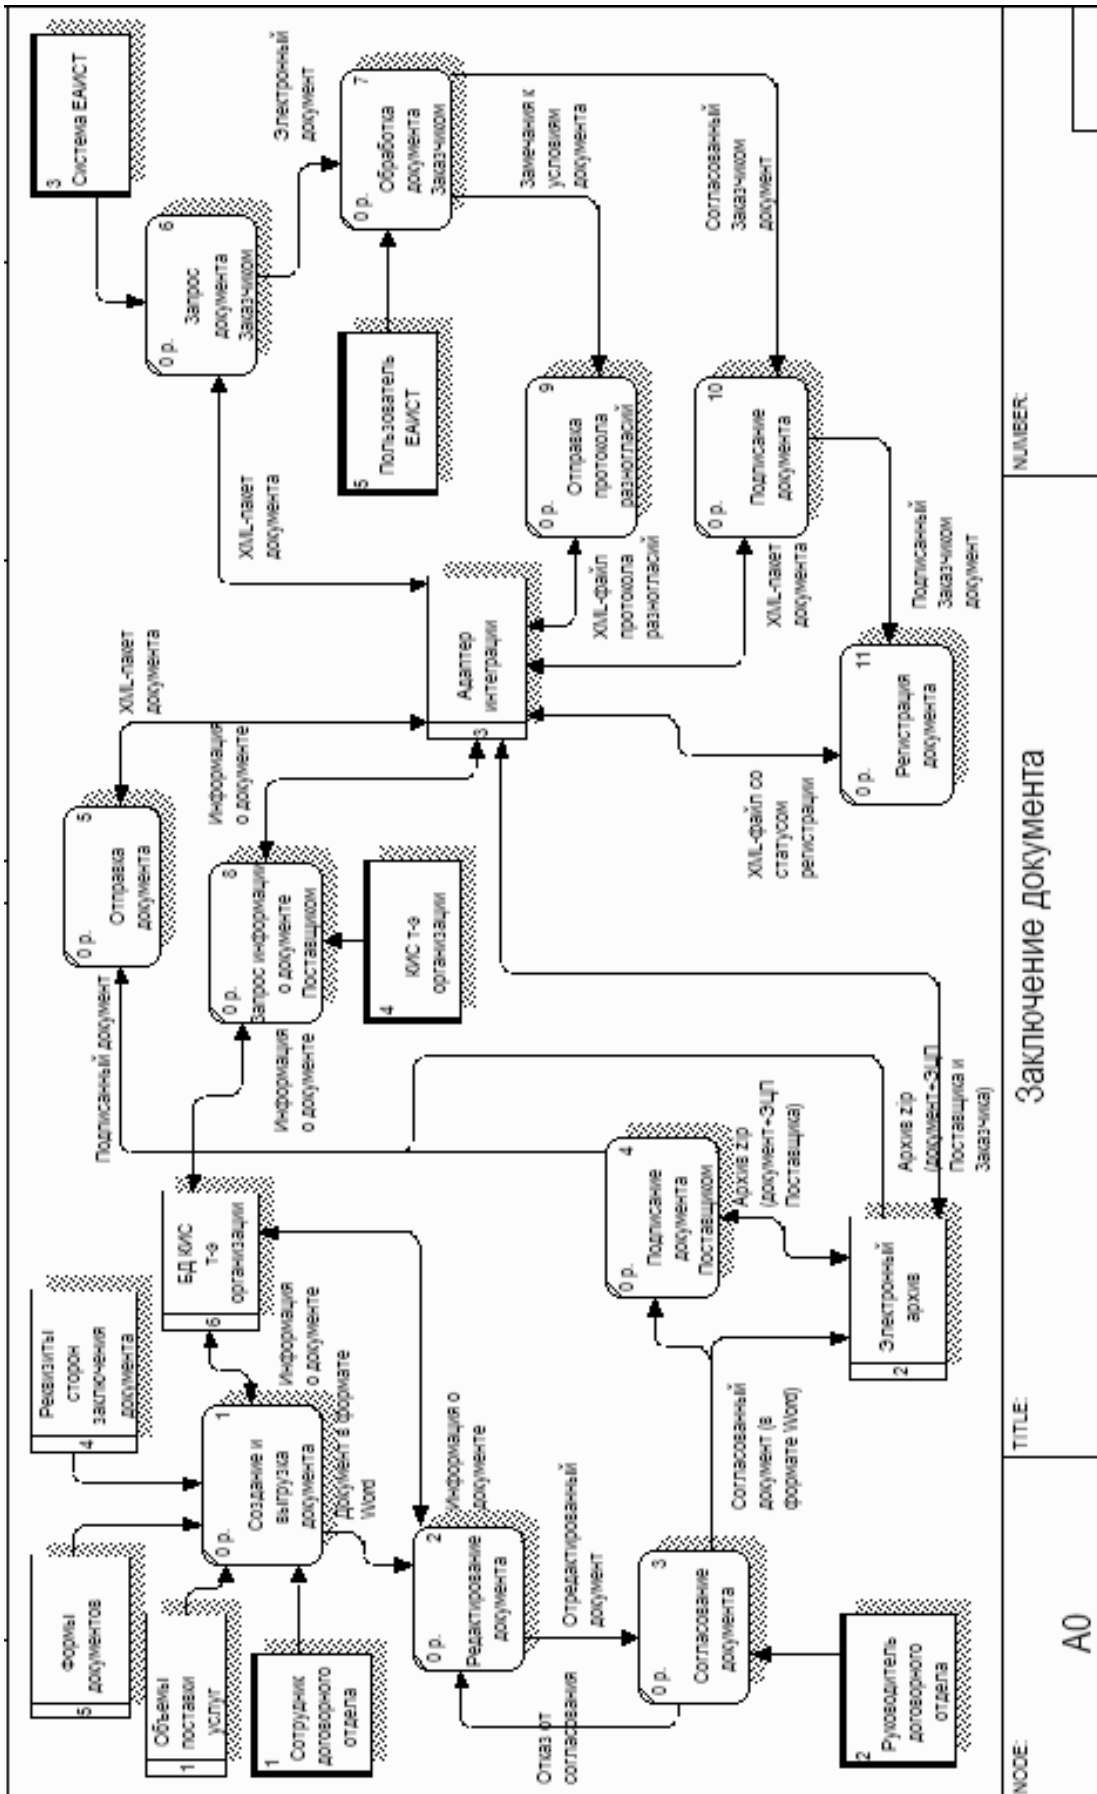 5
Формы
документов
4
Реквизиты
сторон
заключения
документа
1
Объемы
поставки
услуг
1
Сотрудник
договорного
отдела
1
Создание и
выгрузка
документа
0 р.
6
БД КИС
т-э
организации
Информация
о документе
Документ в формате
Word
2
Редактирование
документа
0 р.
Информация о
документе
Отредактированный
документ
Отказ от
согласования
3
Согласование
документа
0 р.
2
Руководитель
договорного
отдела
Согласованный
документ (в
формате Word)
4
Подписание
документа
Поставщиком
0 р.
Архив zip
(документ+ЭЦП
Поставщика)
2
Электронный
архив
Архив zip
(документ+ЭЦП
Поставщика и
Заказчика)
Подписанный документ
5
Отправка
документа
0 р.
XML-пакет
документа
Информация
о документе
8
Запрос информации
о документе
Поставщиком
0 р.
Информация
о документе
4
КИС т-э
организации
3
Адаптер
интеграции
XML-пакет
документа
3
Система ЕАИСТ
6
Запрос
документа
Заказчиком
0 р.
Электронный
документ
7
Обработка
документа
Заказчиком
0 р.
5
Пользователь
ЕАИСТ
Замечания к
условиям
документа
Согласованный
Заказчиком
документ
9
Отправка
протокола
разногласий
0 р.
XML-файл
протокола
разногласий
10
Подписание
документа
0 р.
XML-пакет
документа
Подписанный
Заказчиком
документ
11
Регистрация
документа
0 р.
XML-файл со
статусом
регистрации
NODE:
A0
TITLE:
Заключение документа
NUMBER: